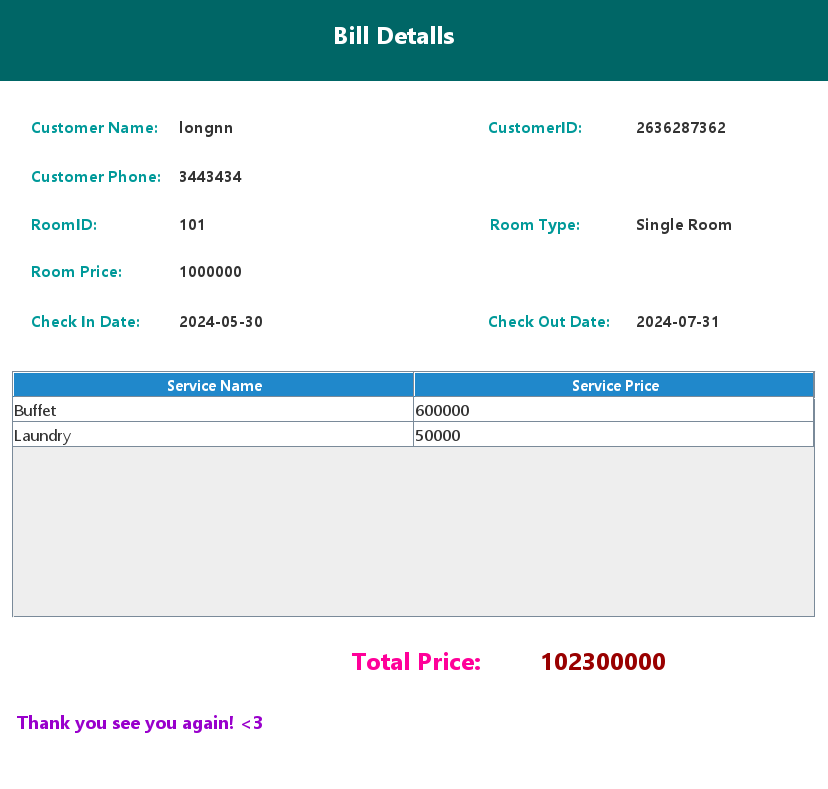 Bill Detalls
Customer Name: longnn CustomerID: 2636287362
Customer Phone: 3443434
RoomID: 101 Room Type: Single Room
Room Price: 1000000
Check In Date: 2024-05-30 Check Out Date: 2024-07-31
Service Name Service Price
Buffet 600000
Laundry 50000
Total Price: 102300000
Thank you see you again! <3